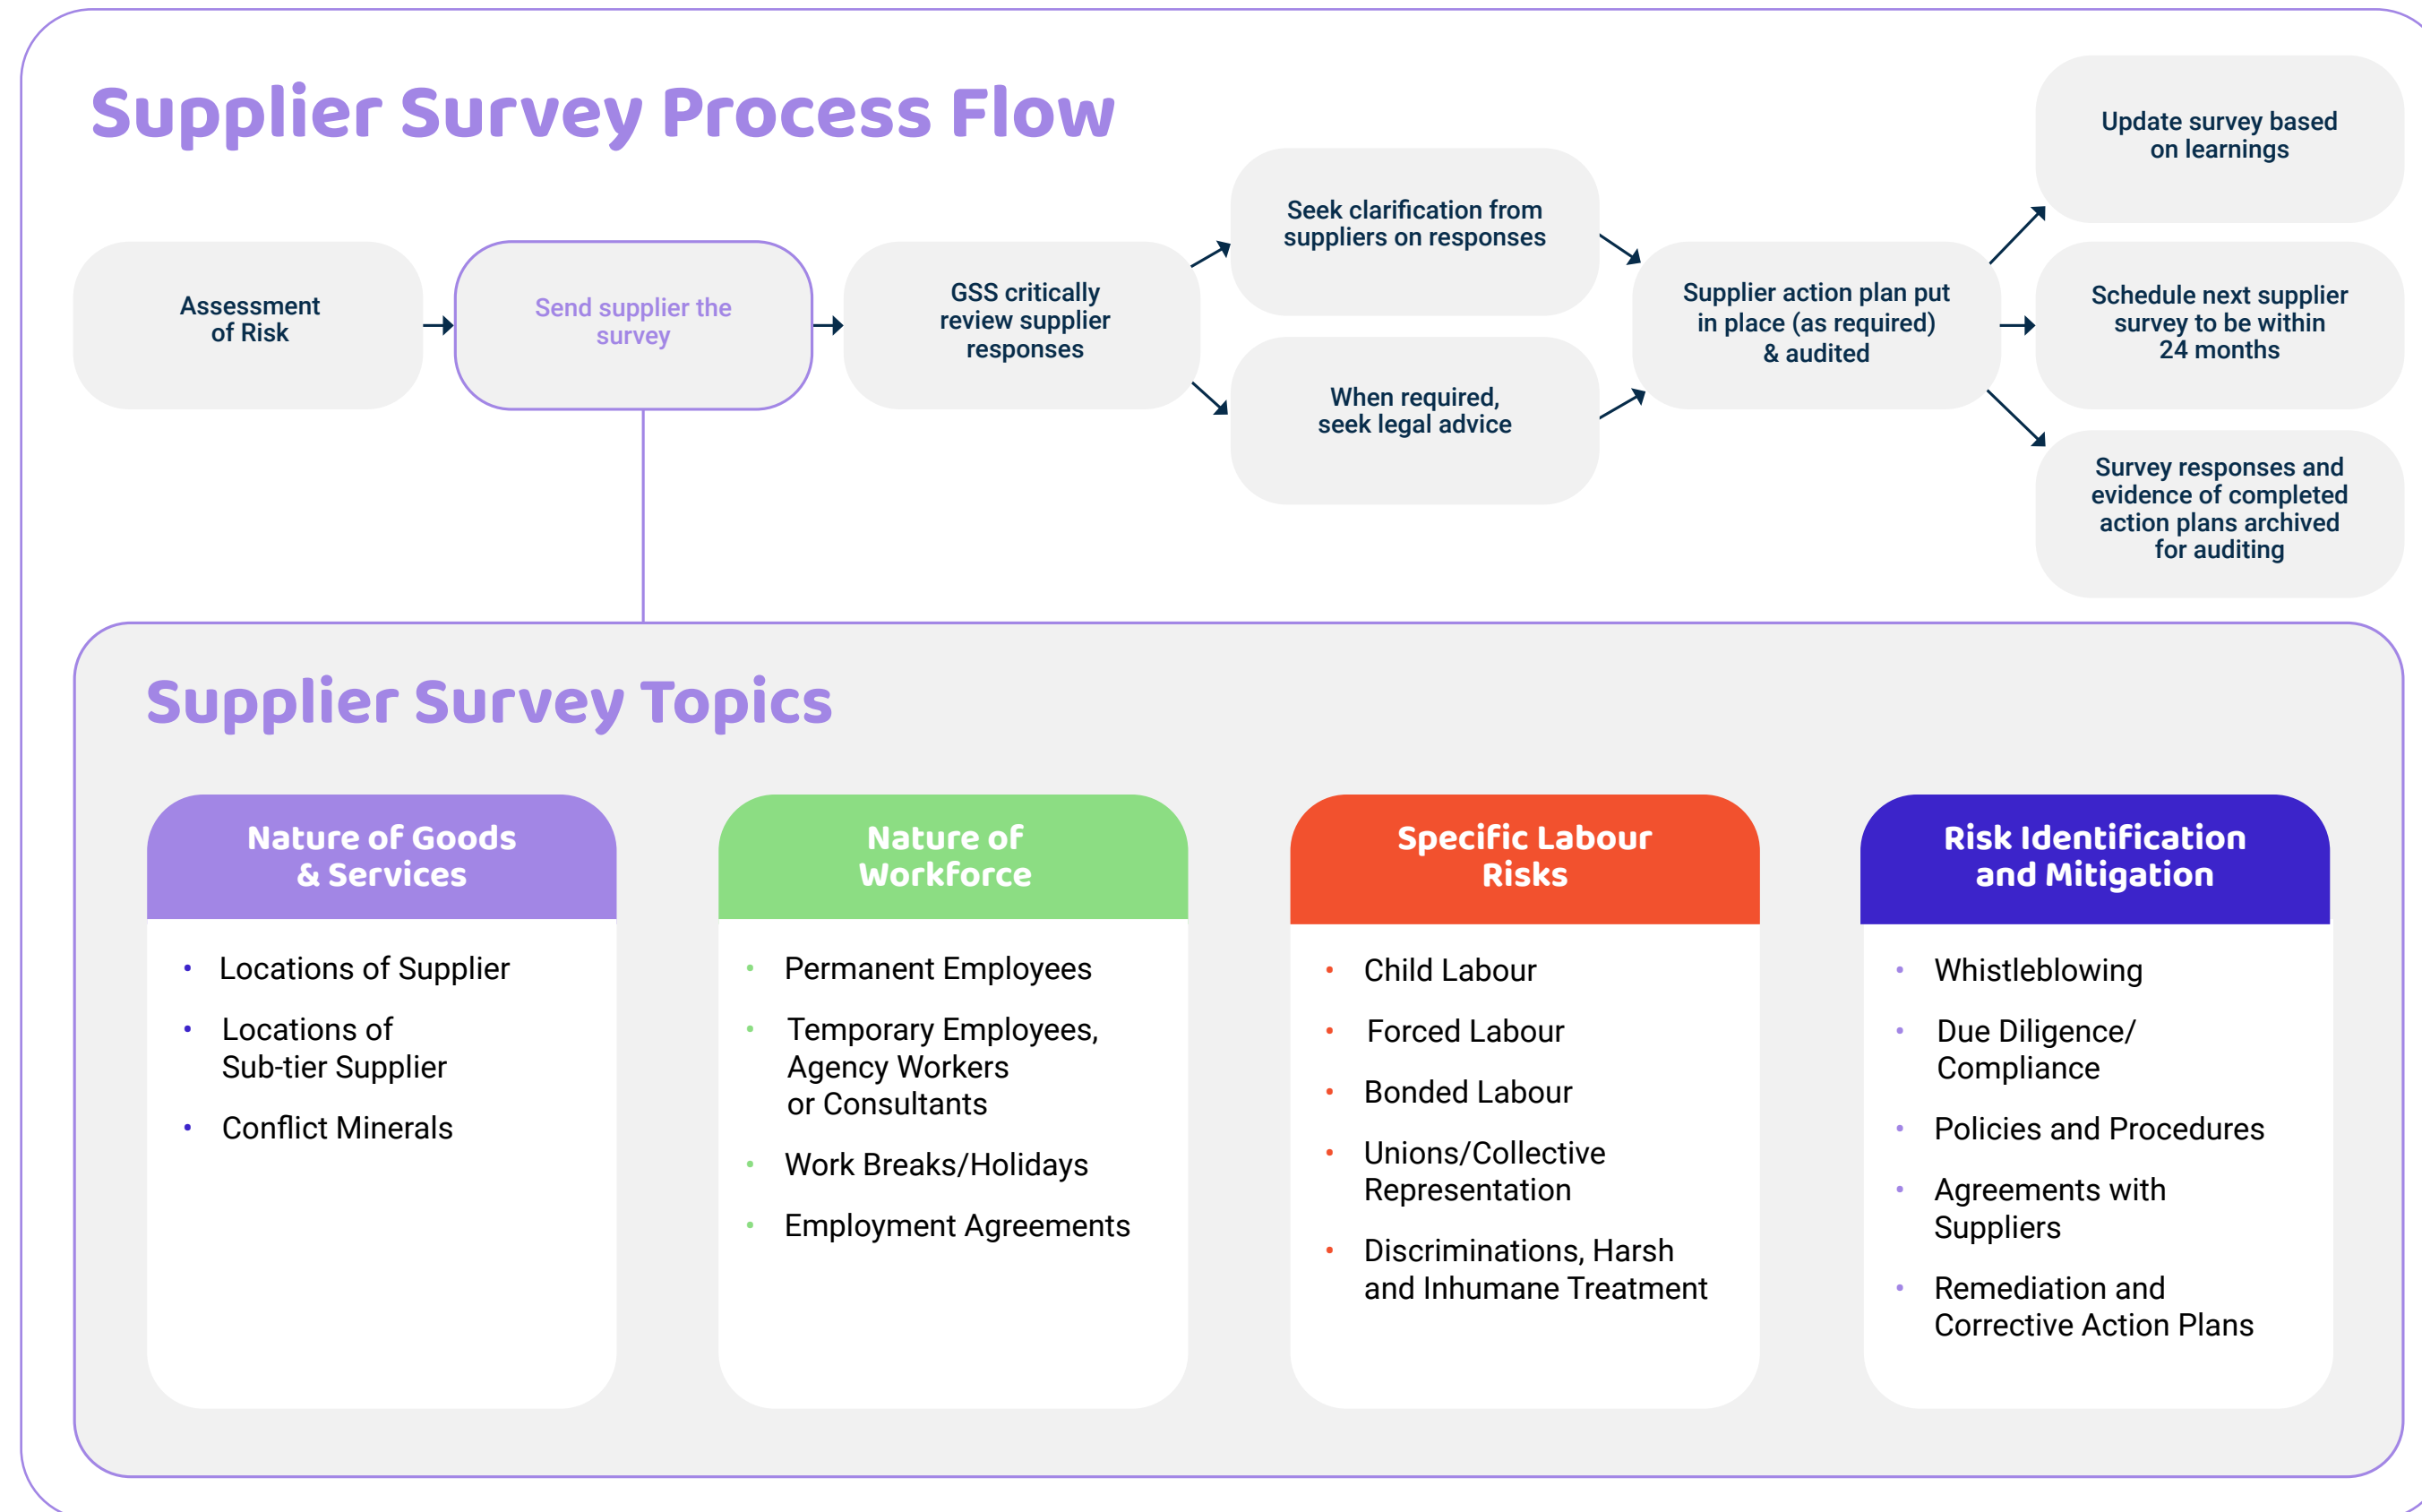 Supplier Survey Process Flow
Assessment
of Risk
Send supplier the
survey
GSS critically
review supplier
responses
Seek clarification from
suppliers on responses
When required,
seek legal advice
Supplier action plan put
in place (as required)
& audited
Update survey based
on learnings
Schedule next supplier
survey to be within
24 months
Survey responses and
evidence of completed
action plans archived
for auditing
Supplier Survey Topics
Nature of Goods
& Services
• Locations of Supplier
• Locations of
Sub-tier Supplier
• Conflict Minerals
Nature of
Workforce
• Permanent Employees
• Temporary Employees,
Agency Workers
or Consultants
• Work Breaks/Holidays
• Employment Agreements
Specific Labour
Risks
• Child Labour
• Forced Labour
• Bonded Labour
• Unions/Collective
Representation
• Discriminations, Harsh
and Inhumane Treatment
Risk Identification
and Mitigation
• Whistleblowing
• Due Diligence/
Compliance
• Policies and Procedures
• Agreements with
Suppliers
• Remediation and
Corrective Action Plans